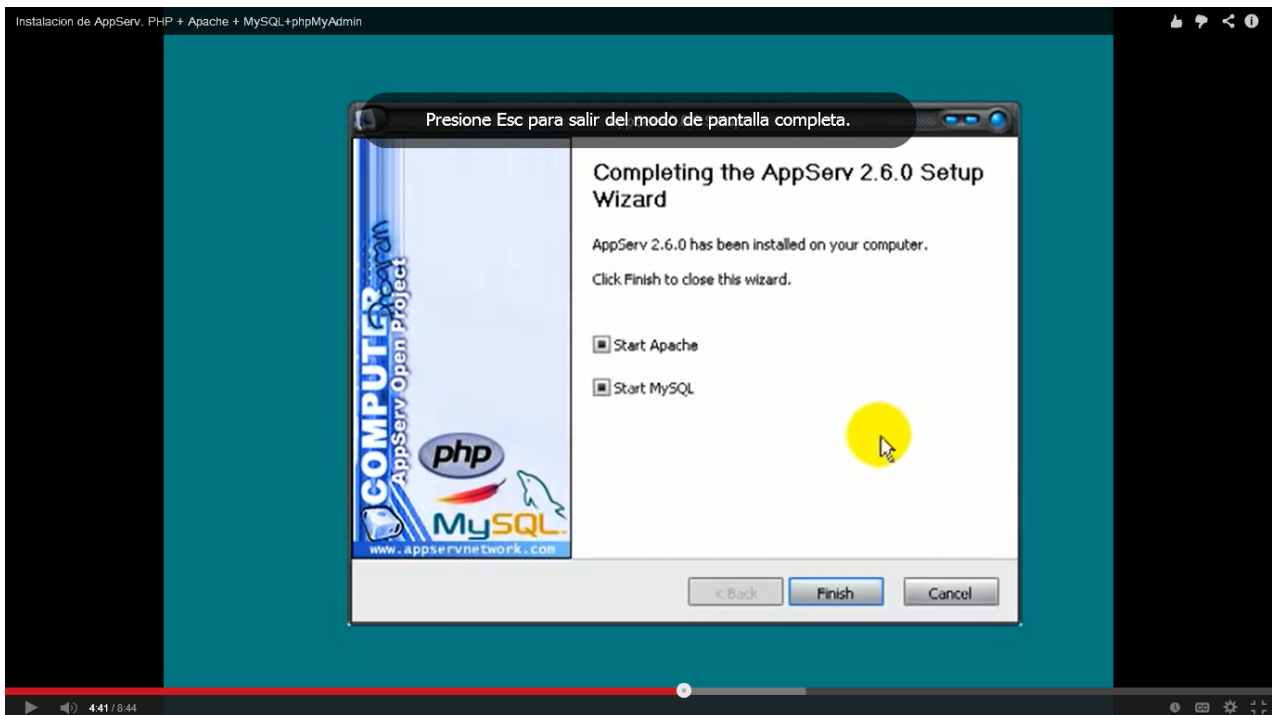 Instalacion de AppServ. PHP + Apache + MySQL+phpMyAdmin
Presione Esc para salir del modo de pantalla completa.
Completing the AppServ 2.6.0 Setup
Wizard
AppServ 2.6.0 has been installed on your computer.
Click Finish to close this wizard.
Start Apache
Start MySQL
COMPUTER
Program
AppServ Open Project
php
MySQL
www.appservnetwork.com
< Back
Finish
Cancel
4:41 / 8:44
CC